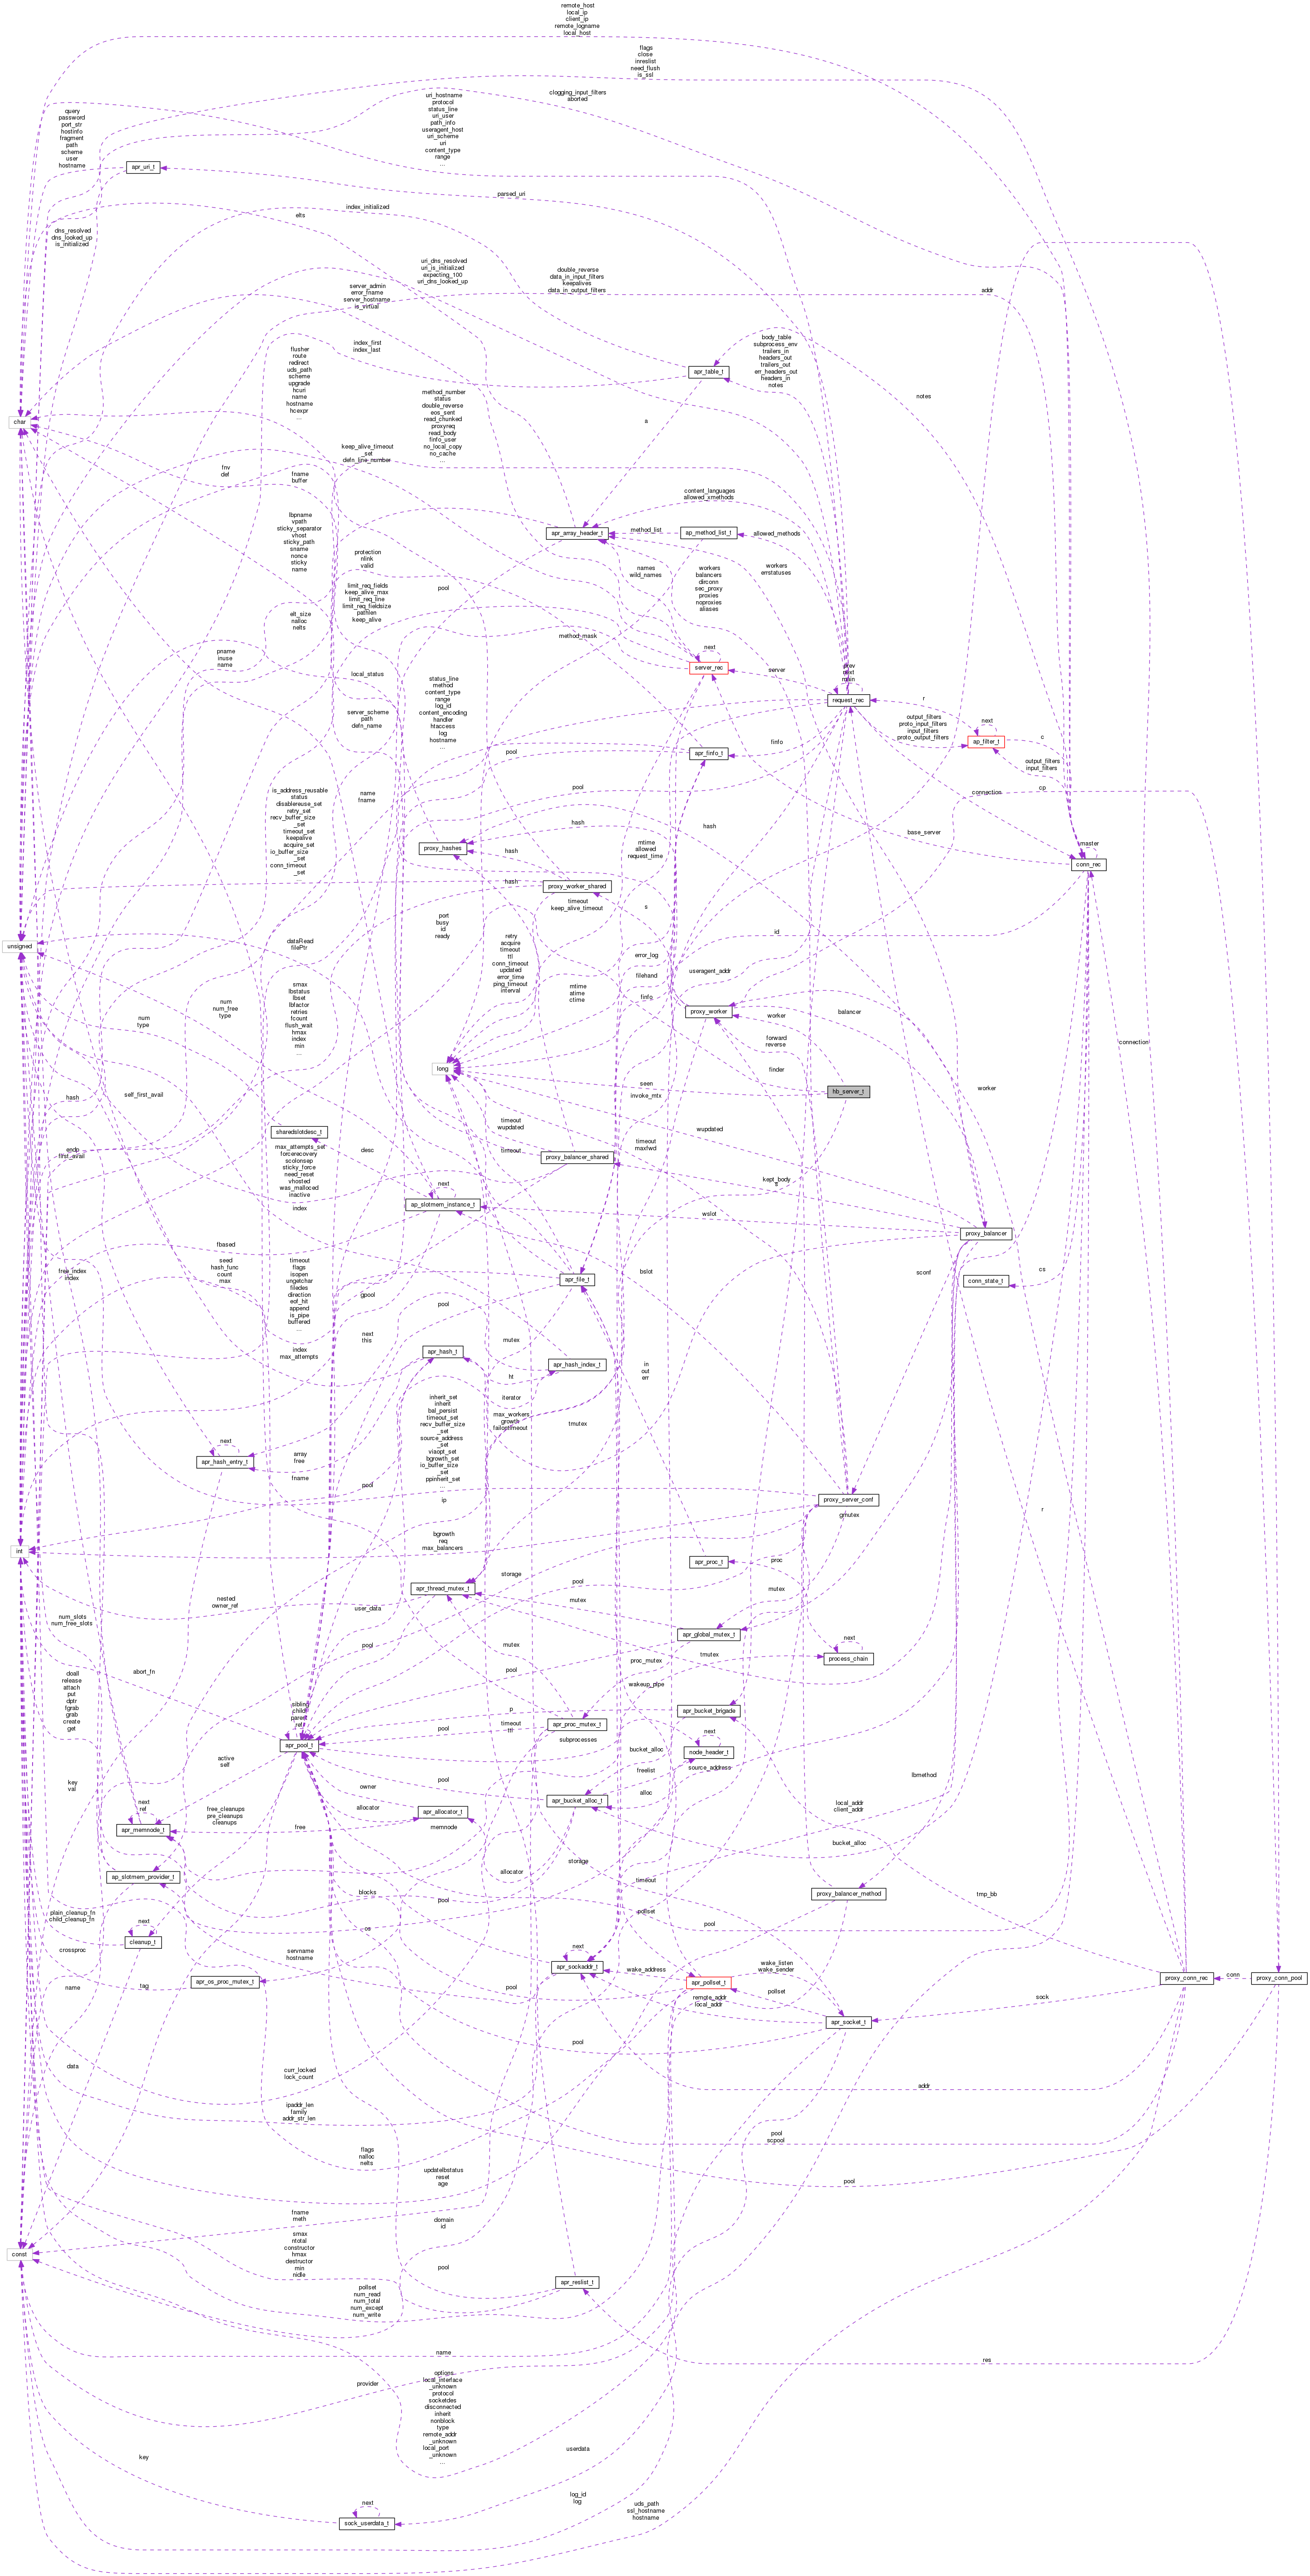 remote_host
local_ip
client_ip
remote_logname
local_host
flags
close
inreslist
need_flush
is_ssl
clogging_input_filters
aborted
uri_hostname
protocol
status_line
uri_user
path_info
useragent_host
uri_scheme
uri
content_type
range
...
query
password
port_str
hostinfo
fragment
path
scheme
user
hostname
apr_uri_t
parsed_uri
index_initialized
elts
dns_resolved
dns_looked_up
is_initialized
uri_dns_resolved
uri_is_initialized
expecting_100
uri_dns_looked_up
double_reverse
data_in_input_filters
keepalives
data_in_output_filters
addr
server_admin
error_fname
server_hostname
is_virtual
index_first
index_last
body_table
subprocess_env
trailers_in
headers_out
trailers_out
err_headers_out
headers_in
notes
apr_table_t
flusher
route
redirect
uds_path
scheme
upgrade
hcuri
name
hostname
hcexpr
...
method_number
status
double_reverse
eos_sent
read_chunked
proxyreq
read_body
finfo_user
no_local_copy
no_cache
...
notes
char
a
keep_alive_timeout
_set
defn_line_number
fnv
def
fname
buffer
content_languages
allowed_xmethods
lbpname
vpath
sticky_separator
vhost
sticky_path
sname
nonce
sticky
name
apr_array_header_t
method_list
ap_method_list_t
allowed_methods
protection
nlink
valid
names
wild_names
workers
balancers
dirconn
sec_proxy
proxies
noproxies
aliases
workers
errstatuses
pool
limit_req_fields
keep_alive_max
limit_req_line
limit_req_fieldsize
pathlen
keep_alive
elt_size
nalloc
nelts
method_mask
next
pname
inuse
name
local_status
server_rec
server
prev
next
main
request_rec
r
next
status_line
method
content_type
range
log_id
content_encoding
handler
htaccess
log
hostname
...
server_scheme
path
defn_name
output_filters
proto_input_filters
input_filters
proto_output_filters
ap_filter_t
c
pool
apr_finfo_t
finfo
output_filters
input_filters
is_address_reusable
status
disablereuse_set
retry_set
recv_buffer_size
_set
timeout_set
keepalive
acquire_set
io_buffer_size
_set
conn_timeout
_set
name
fname
pool
connection
cp
hash
hash
base_server
proxy_hashes
hash
mtime
allowed
request_time
master
conn_rec
hash
proxy_worker_shared
s
timeout
keep_alive_timeout
port
busy
id
ready
id
unsigned
dataRead
filePtr
retry
acquire
timeout
ttl
conn_timeout
updated
error_time
ping_timeout
interval
error_log
useragent_addr
filehand
smax
lbstatus
lbset
lbfactor
retries
fcount
flush_wait
hmax
index
min
...
mtime
atime
ctime
finfo
num
num_free
type
proxy_worker
worker
balancer
num
type
forward
reverse
connection
long
finder
seen
hb_server_t
worker
hash
self_first_avail
invoke_mtx
timeout
wupdated
wupdated
sharedslotdesc_t
endp
first_avail
max_attempts_set
forcerecovery
scolonsep
sticky_force
need_reset
vhosted
was_malloced
inactive
desc
timeout
proxy_balancer_shared
timeout
maxfwd
kept_body
s
next
index
ap_slotmem_instance_t
wslot
proxy_balancer
fbased
bslot
sconf
free_index
index
seed
hash_func
count
max
timeout
flags
isopen
ungetchar
filedes
direction
eof_hit
append
is_pipe
buffered
...
apr_file_t
conn_state_t
cs
gpool
pool
next
this
mutex
index
max_attempts
apr_hash_t
ht
apr_hash_index_t
in
out
err
iterator
inherit_set
inherit
bal_persist
timeout_set
recv_buffer_size
_set
source_address
_set
viaopt_set
bgrowth_set
io_buffer_size
_set
ppinherit_set
...
max_workers
growth
failontimeout
tmutex
next
apr_hash_entry_t
array
free
fname
pool
ip
proxy_server_conf
gmutex
r
bgrowth
req
max_balancers
int
apr_proc_t
proc
storage
pool
apr_thread_mutex_t
mutex
mutex
nested
owner_ref
user_data
num_slots
num_free_slots
apr_global_mutex_t
next
process_chain
pool
mutex
proc_mutex
tmutex
doall
release
attach
put
dptr
fgrab
grab
create
get
abort_fn
pool
wakeup_pipe
sibling
child
parent
ref
apr_pool_t
p
apr_bucket_brigade
pool
timeout
ttl
apr_proc_mutex_t
subprocesses
next
node_header_t
bucket_alloc
source_address
active
self
key
val
freelist
pool
apr_bucket_alloc_t
alloc
lbmethod
owner
allocator
apr_allocator_t
next
ref
apr_memnode_t
free_cleanups
pre_cleanups
cleanups
free
memnode
local_addr
client_addr
bucket_alloc
storage
allocator
timeout
ap_slotmem_provider_t
proxy_balancer_method
tmp_bb
blocks
pool
pollset
pool
plain_cleanup_fn
child_cleanup_fn
next
cleanup_t
os
crossproc
servname
hostname
next
apr_sockaddr_t
wake_address
wake_listen
wake_sender
name
tag
apr_os_proc_mutex_t
pool
apr_pollset_t
pollset
remote_addr
local_addr
apr_socket_t
sock
proxy_conn_rec
conn
proxy_conn_pool
pool
data
curr_locked
lock_count
addr
ipaddr_len
family
addr_str_len
pool
scpool
flags
nalloc
nelts
updatelbstatus
reset
age
pool
fname
meth
domain
id
const
smax
ntotal
constructor
hmax
destructor
min
nidle
pool
apr_reslist_t
pollset
num_read
num_total
num_except
num_write
name
res
provider
options
local_interface
_unknown
protocol
socketdes
disconnected
inherit
nonblock
type
remote_addr
_unknown
local_port
_unknown
...
key
userdata
log_id
log
uds_path
ssl_hostname
hostname
next
sock_userdata_t